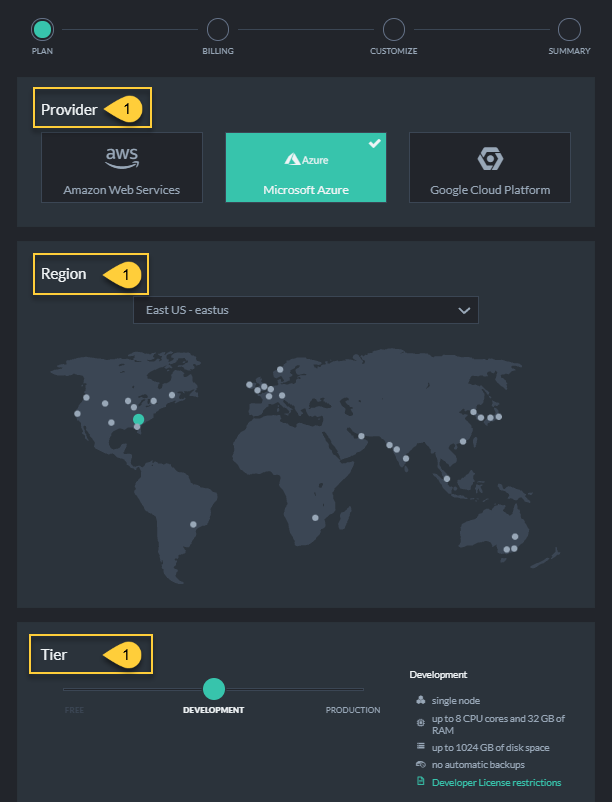 PLAN BILLING CUSTOMIZE SUMMARY
Provider 1
aws Azure
Amazon Web Services Microsoft Azure Google Cloud Platform
Region 1
East US - eastus
Tier 1
FREE DEVELOPMENT PRODUCTION
Development
single node
up to 8 CPU cores and 32 GB of
RAM
up to 1024 GB of disk space
no automatic backups
Developer License restrictions